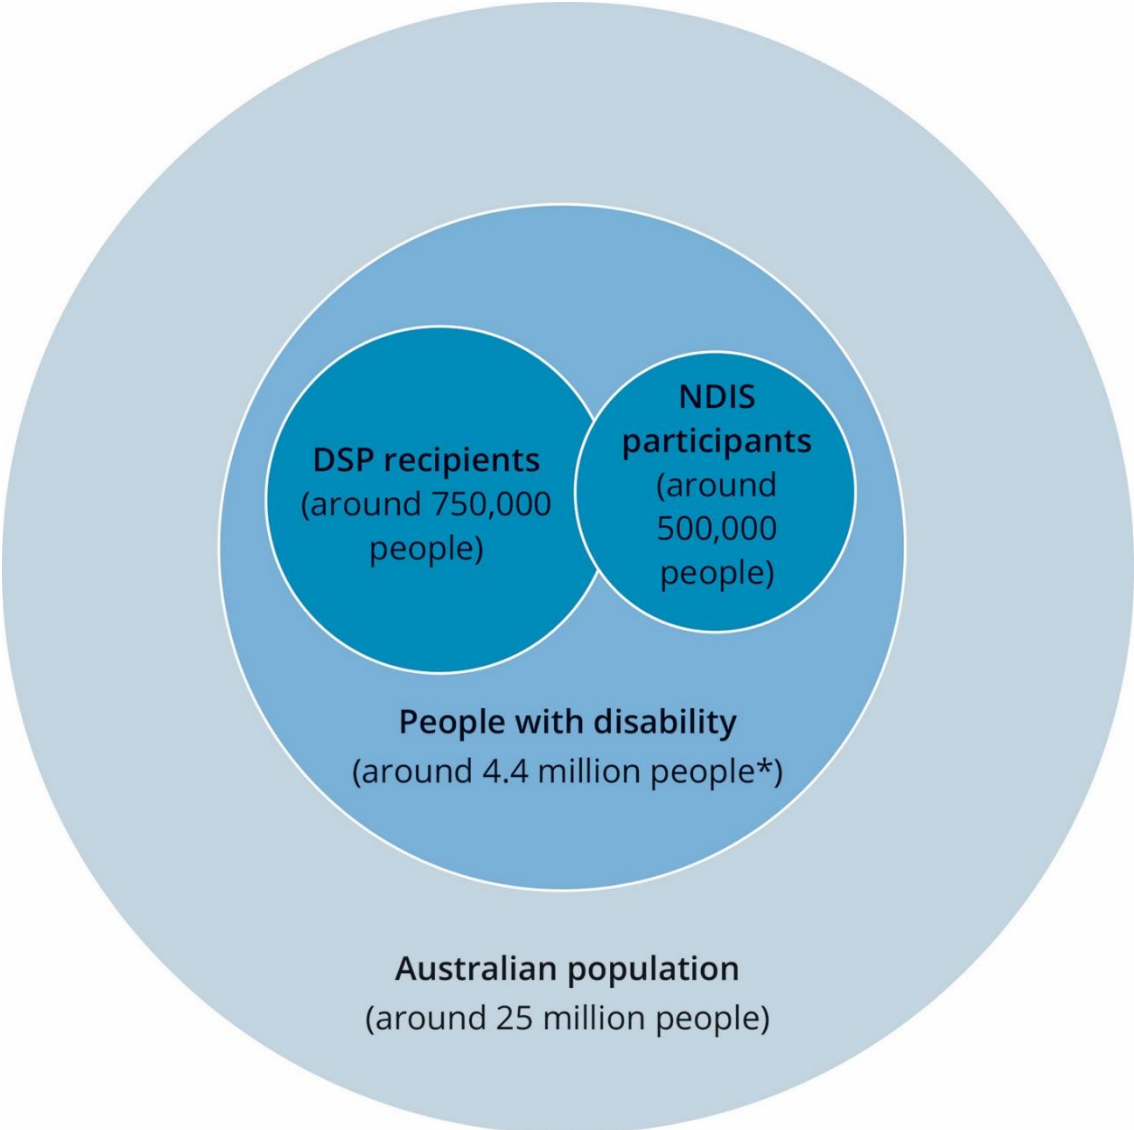 NDIS
participants
(around
500,000
people)
DSP recipients
(around 750,000
people)
People with disability
(around 4.4 million people*)
Australian population
(around 25 million people)